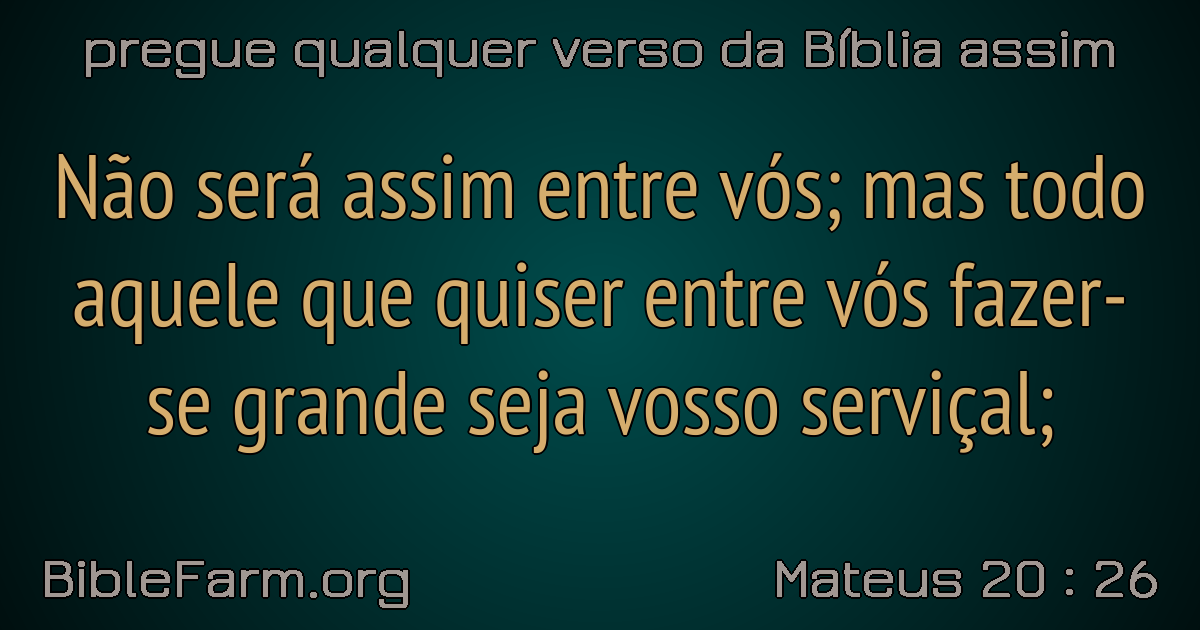 pregue qualquer verso da Bíblia assim
Não será assim entre vós; mas todo
aquele que quiser entre vós fazer-
se grande seja vosso serviçal;
BibleFarm.org
Mateus 20 : 26